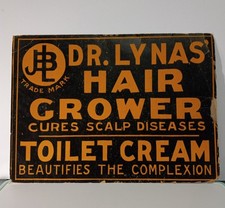 JBL
TRADE MARK
DR. LYNAS'
HAIR
GROWER
CURES SCALP DISEASES
TOILET CREAM
BEAUTIFIES THE COMPLEXION